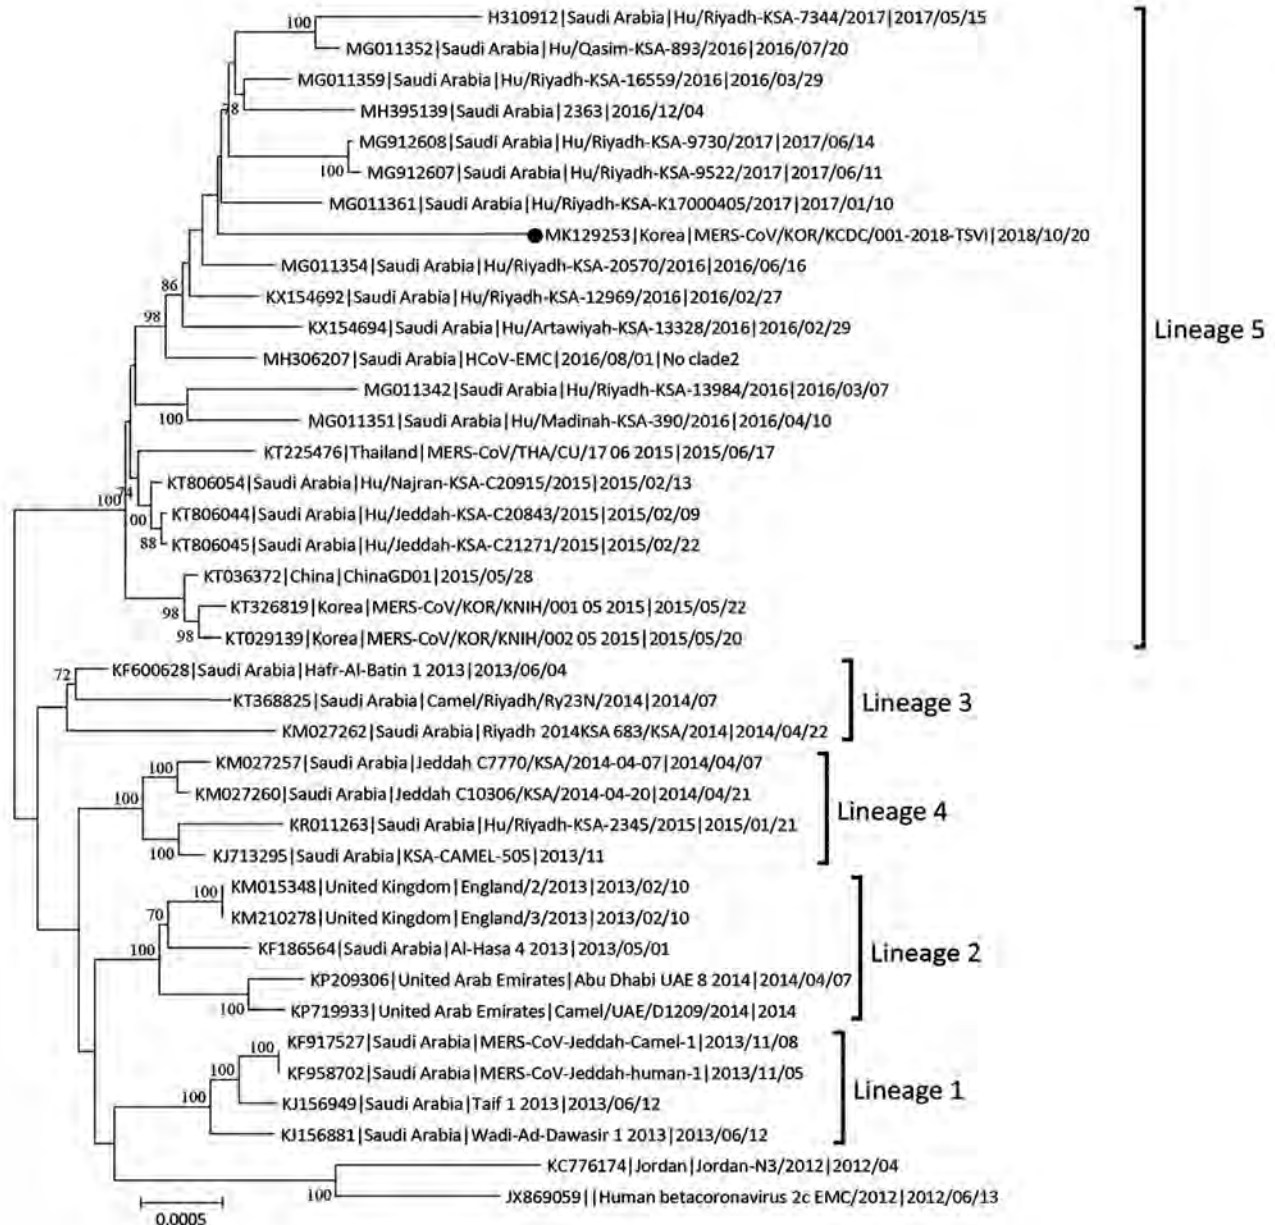 100
H310912|Saudi Arabia|Hu/Riyadh-KSA-7344/2017|2017/05/15
MG011352|Saudi Arabia|Hu/Qasim-KSA-893/2016|2016/07/20
MG011359|Saudi Arabia|Hu/Riyadh-KSA-16559/2016|2016/03/29
78
MH395139|Saudi Arabia|2363|2016/12/04
MG912608|Saudi Arabia|Hu/Riyadh-KSA-9730/2017|2017/06/14
100
MG912607|Saudi Arabia|Hu/Riyadh-KSA-9522/2017|2017/06/11
MG011361|Saudi Arabia|Hu/Riyadh-KSA-K17000405/2017|2017/01/10
MK129253|Korea|MERS-CoV/KOR/KCDC/001-2018-TSVi|2018/10/20
MG011354|Saudi Arabia|Hu/Riyadh-KSA-20570/2016|2016/06/16
86
KX154692|Saudi Arabia|Hu/Riyadh-KSA-12969/2016|2016/02/27
98
KX154694|Saudi Arabia|Hu/Artawiyah-KSA-13328/2016|2016/02/29
Lineage 5
MH306207|Saudi Arabia|HCoV-EMC|2016/08/01|No clade2
MG011342|Saudi Arabia|Hu/Riyadh-KSA-13984/2016|2016/03/07
100
MG011351|Saudi Arabia|Hu/Madinah-KSA-390/2016|2016/04/10
KT225476|Thailand|MERS-CoV/THA/CU/17 06 2015|2015/06/17
KT806054|Saudi Arabia|Hu/Najran-KSA-C20915/2015|2015/02/13
100
74
KT806044|Saudi Arabia|Hu/Jeddah-KSA-C20843/2015|2015/02/09
00
88
KT806045|Saudi Arabia|Hu/Jeddah-KSA-C21271/2015|2015/02/22
KT036372|China|ChinaGD01|2015/05/28
98
KT326819|Korea|MERS-CoV/KOR/KNIH/001 05 2015|2015/05/22
98
KT029139|Korea|MERS-CoV/KOR/KNIH/002 05 2015|2015/05/20
72
KF600628|Saudi Arabia|Hafr-Al-Batin 1 2013|2013/06/04
KT368825|Saudi Arabia|Camel/Riyadh/Ry23N/2014|2014/07
Lineage 3
KM027262|Saudi Arabia|Riyadh 2014KSA 683/KSA/2014|2014/04/22
100
KM027257|Saudi Arabia|Jeddah C7770/KSA/2014-04-07|2014/04/07
100
KM027260|Saudi Arabia|Jeddah C10306/KSA/2014-04-20|2014/04/21
Lineage 4
KR011263|Saudi Arabia|Hu/Riyadh-KSA-2345/2015|2015/01/21
100
KJ713295|Saudi Arabia|KSA-CAMEL-505|2013/11
100
KM015348|United Kingdom|England/2/2013|2013/02/10
70
KM210278|United Kingdom|England/3/2013|2013/02/10
100
KF186564|Saudi Arabia|Al-Hasa 4 2013|2013/05/01
Lineage 2
KP209306|United Arab Emirates|Abu Dhabi UAE 8 2014|2014/04/07
100
KP719933|United Arab Emirates|Camel/UAE/D1209/2014|2014
100
KF917527|Saudi Arabia|MERS-CoV-Jeddah-Camel-1|2013/11/08
100
KF958702|Saudi Arabia|MERS-CoV-Jeddah-human-1|2013/11/05
Lineage 1
100
KJ156949|Saudi Arabia|Taif 1 2013|2013/06/12
KJ156881|Saudi Arabia|Wadi-Ad-Dawasir 1 2013|2013/06/12
KC776174|Jordan|Jordan-N3/2012|2012/04
100
JX869059||Human betacoronavirus 2c EMC/2012|2012/06/13
0.0005